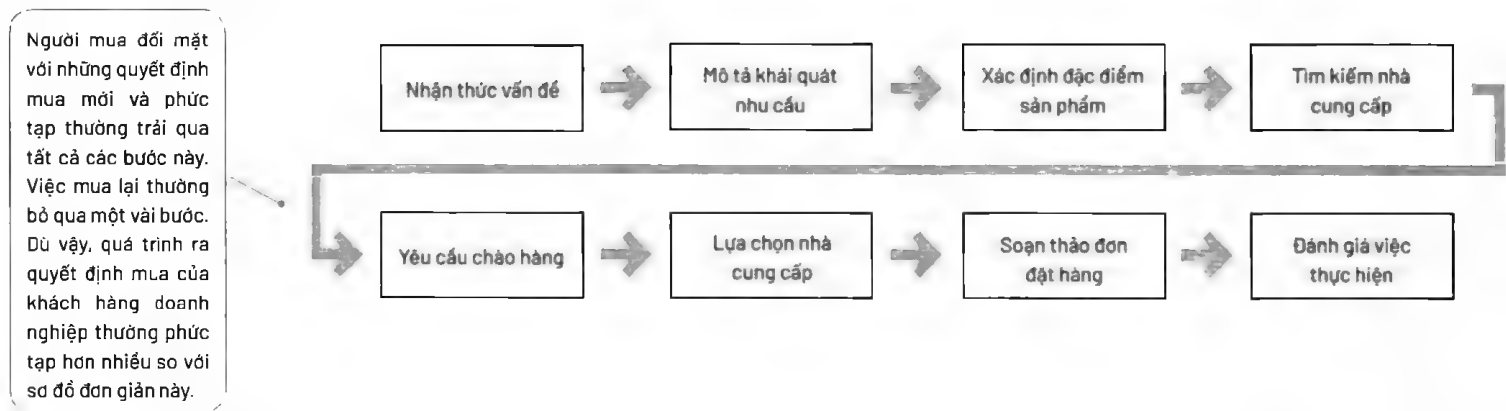 Người mua đối mặt
với những quyết định
mua mới và phức
tạp thường trải qua
tất cả các bước này.
Việc mua lại thường
bỏ qua một vài bước.
Dù vậy, quá trình ra
quyết định mua của
khách hàng doanh
nghiệp thường phức
tạp hơn nhiều so với
sơ đồ đơn giản này.
Nhận thức vấn đề
Mô tả khái quát
nhu cầu
Xác định đặc điểm
sản phẩm
Tìm kiếm nhà
cung cấp
Yêu cầu chào hàng
Lựa chọn nhà
cung cấp
Soạn thảo đơn
đặt hàng
Đánh giá việc
thực hiện